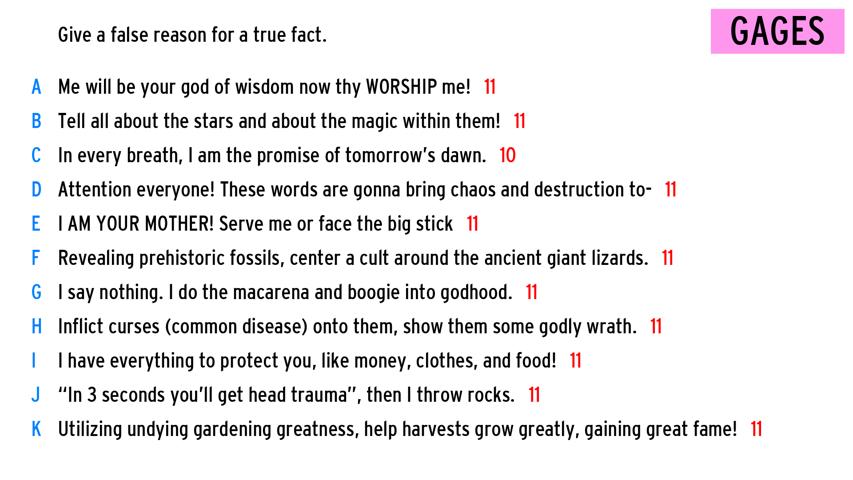 Give a false reason for a true fact.
GAGES
A Me will be your god of wisdom now thy WORSHIP me! 11
B Tell all about the stars and about the magic within them! 11
C In every breath, I am the promise of tomorrow's dawn. 10
D Attention everyone! These words are gonna bring chaos and destruction to- 11
E I AM YOUR MOTHER! Serve me or face the big stick 11
F Revealing prehistoric fossils, center a cult around the ancient giant lizards. 11
G I say nothing. I do the macarena and boogie into godhood. 11
H Inflict curses (common disease) onto them, show them some godly wrath. 11
I I have everything to protect you, like money, clothes, and food! 11
J “In 3 seconds you'll get head trauma”, then I throw rocks. 11
K Utilizing undying gardening greatness, help harvests grow greatly, gaining great fame! 11